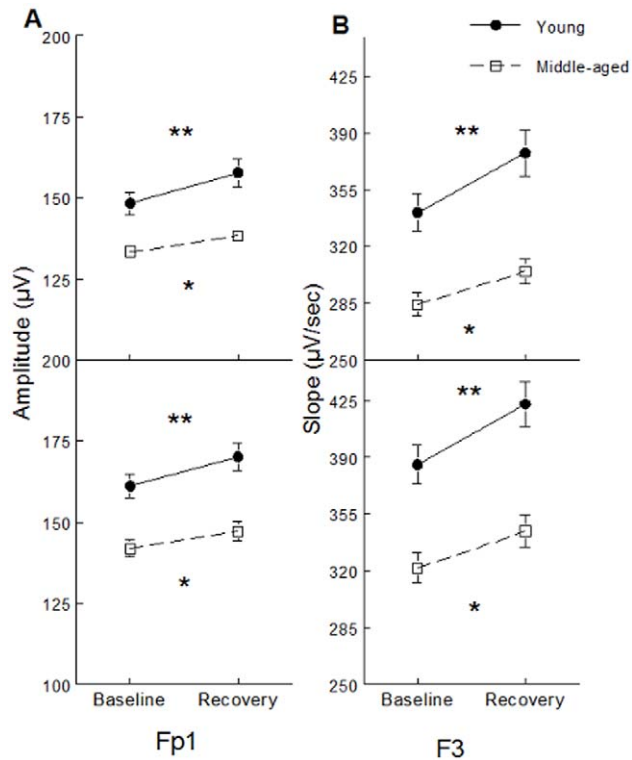 A
B
Young
Middle-aged
Amplitude (µV)
200
175
150
125
200
175
150
125
100
**
*
**
*
Baseline Recovery
Fp1
Slope (µV/sec)
425
390
355
320
285
250
425
390
355
320
285
250
**
*
**
*
Baseline Recovery
F3